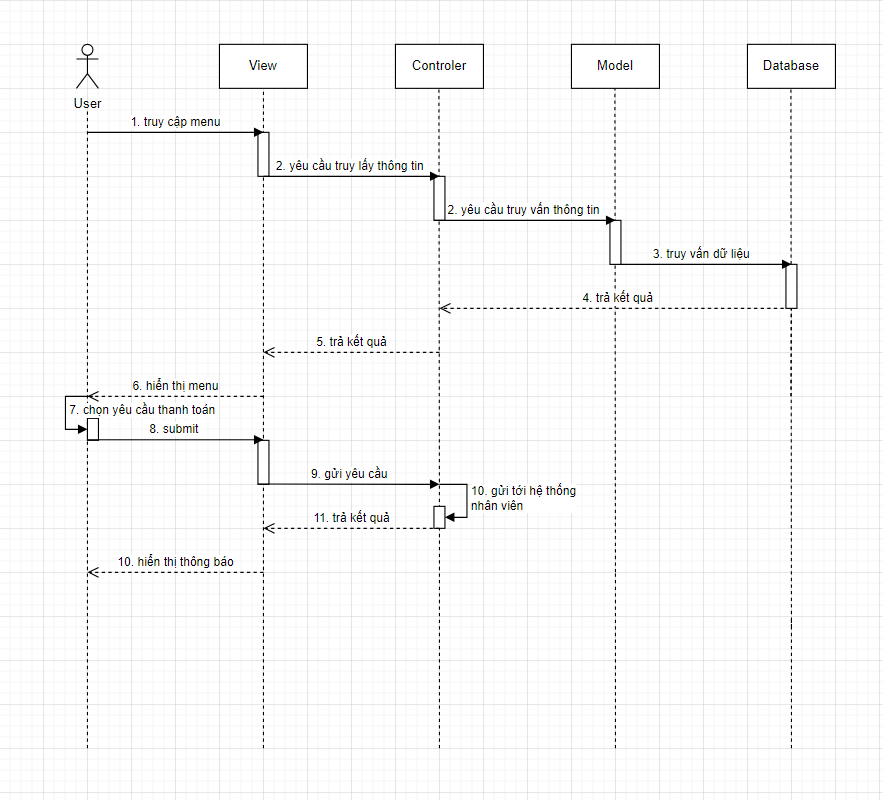 View
Controler
Model
Database
User
1. truy cập menu
2. yêu cầu truy lấy thông tin
2. yêu cầu truy vấn thông tin
3. truy vấn dữ liệu
4. trả kết quả
5. trả kết quả
6. hiển thị menu
7. chọn yêu cầu thanh toán
8. submit
9. gửi yêu cầu
10. gửi tới hệ thống
nhân viên
11. trả kết quả
10. hiển thị thông báo